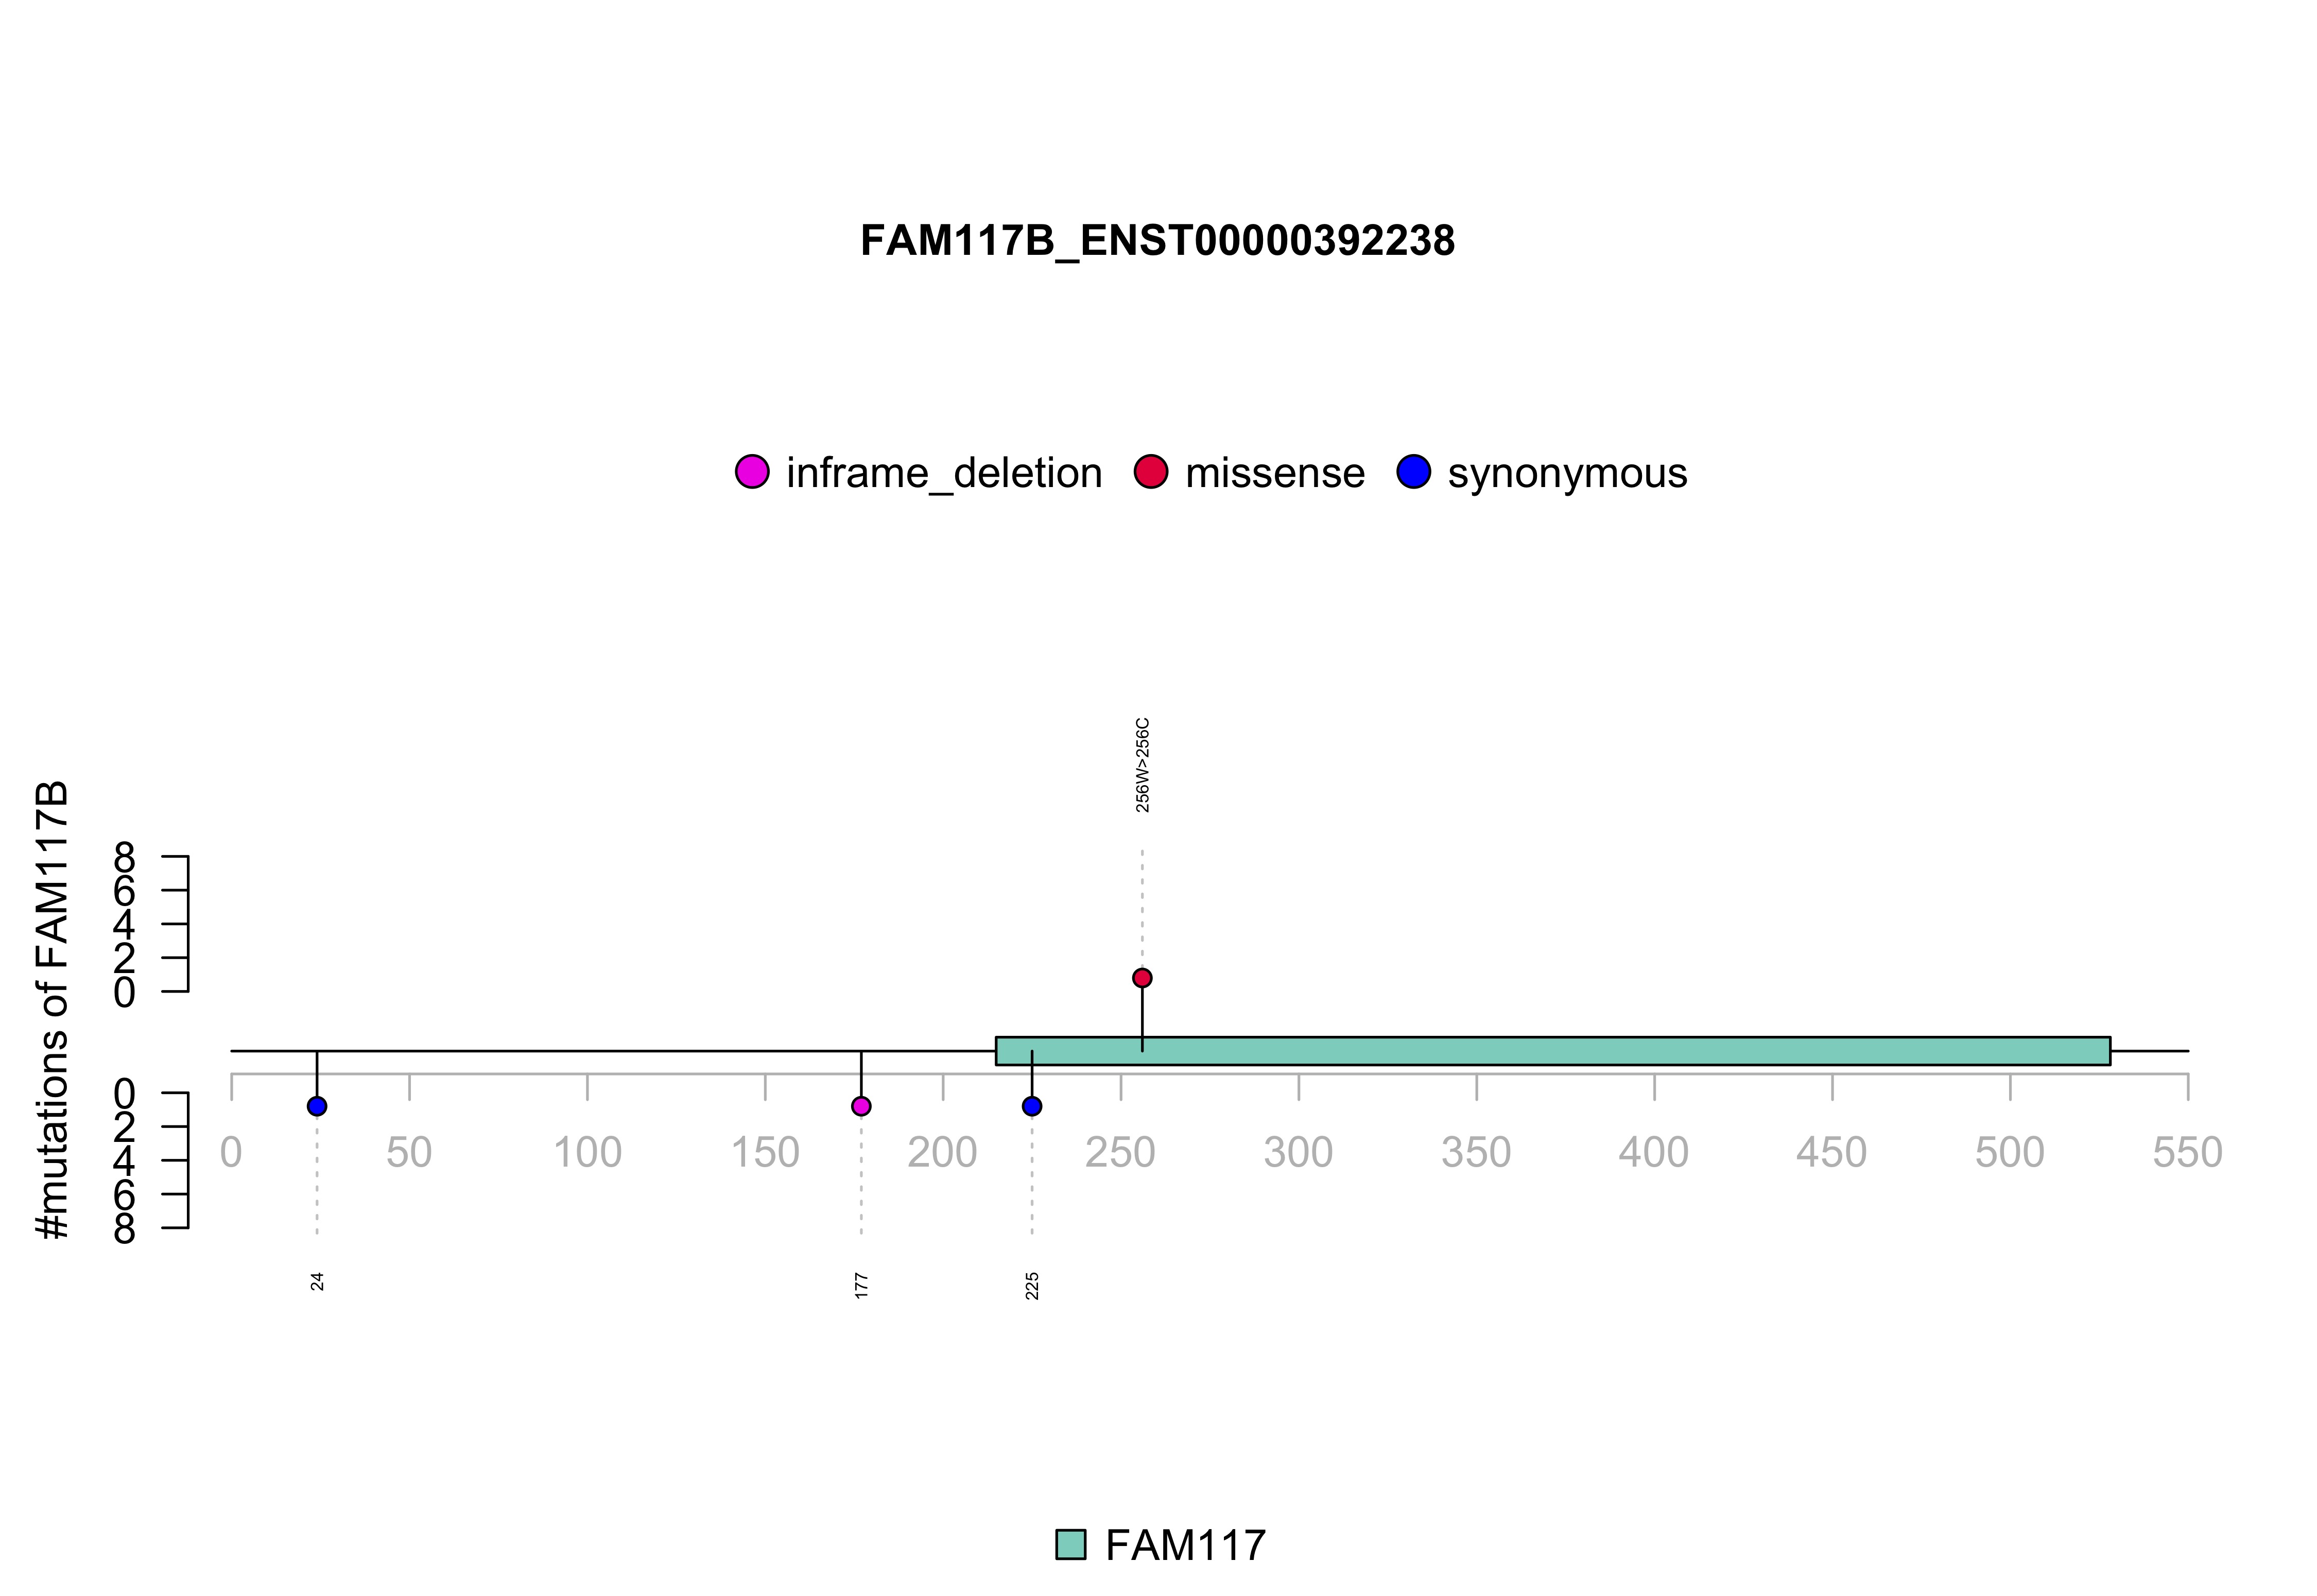 FAM117B_ENST00000392238
inframe_deletion missense synonymous
256W>256C
#mutations of FAM117B
8
6
4
2
0
0
2
4
6
8
0 50 100 150 200 250 300 350 400 450 500 550
24 177 225
FAM117